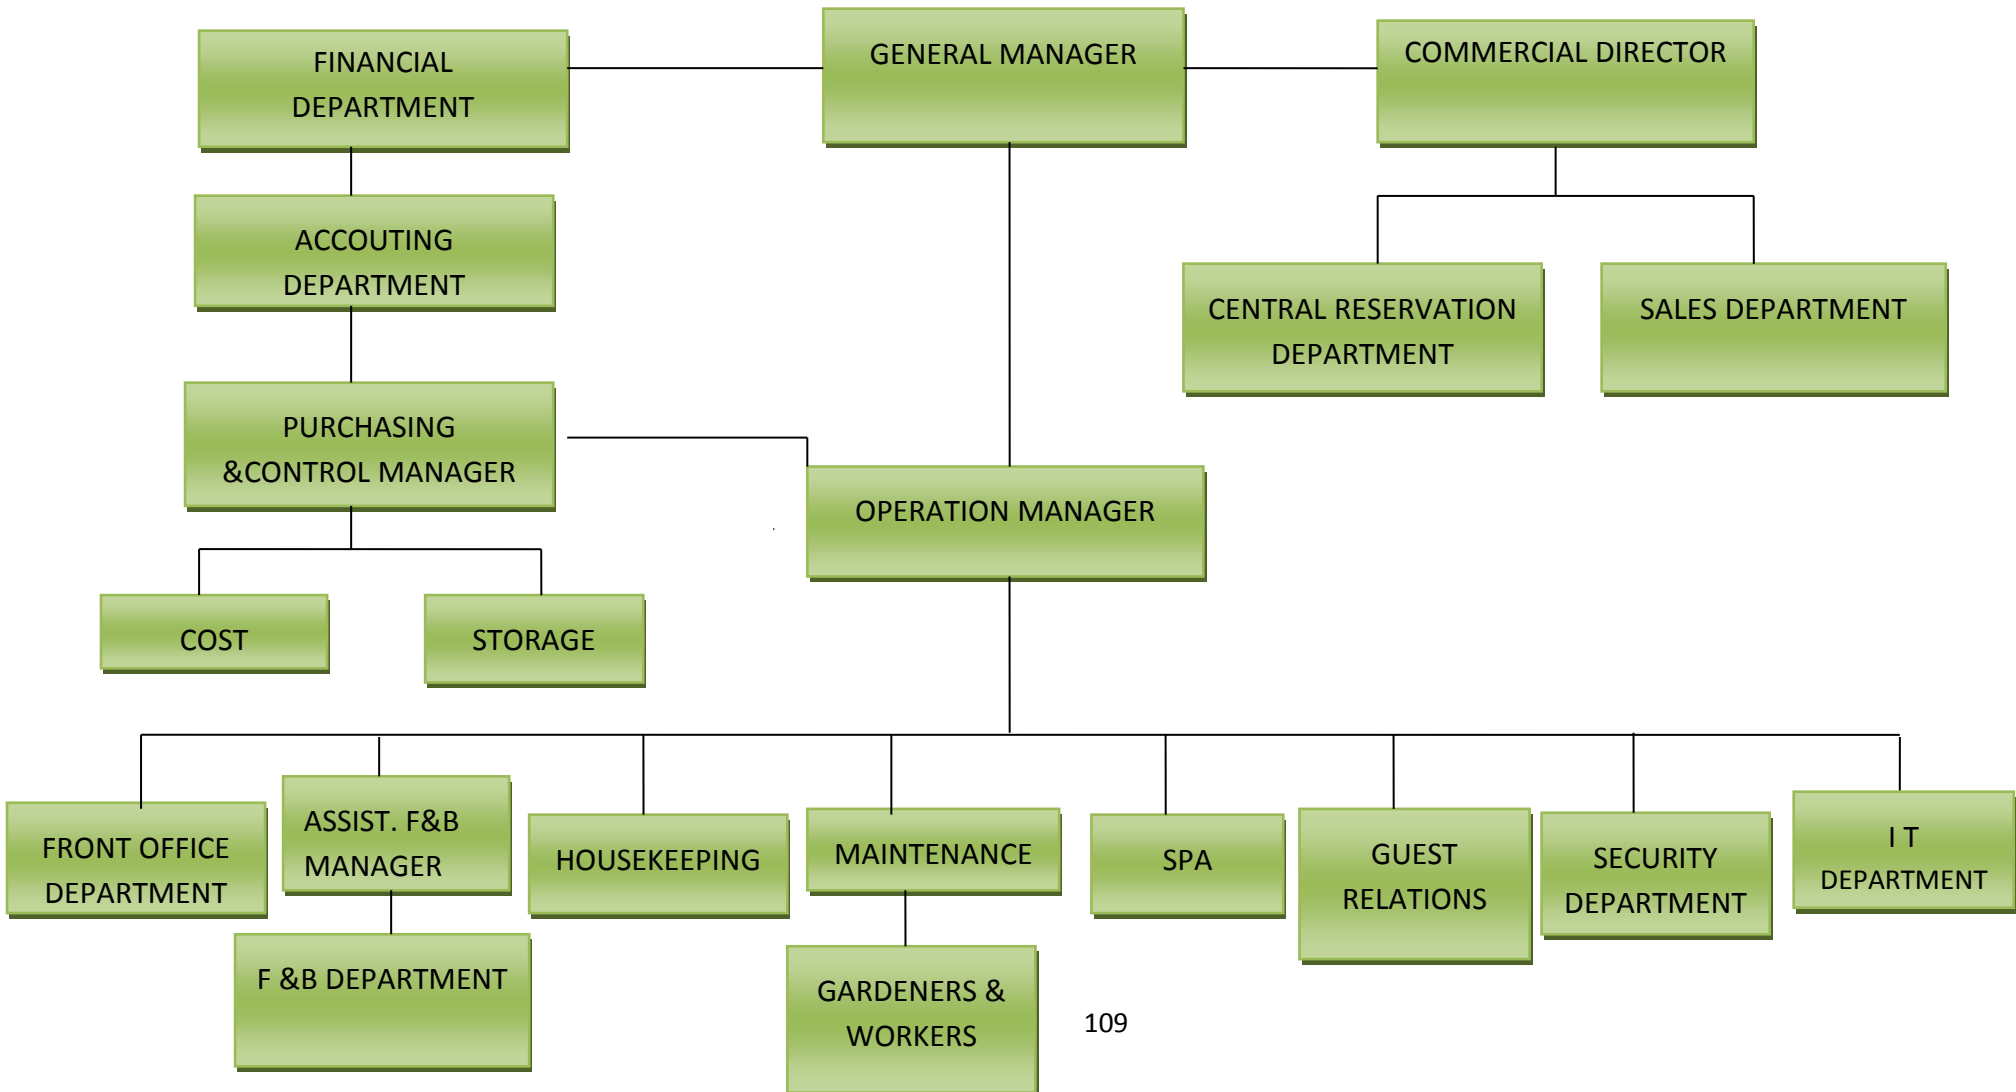 FINANCIAL
DEPARTMENT
GENERAL MANAGER
COMMERCIAL DIRECTOR
ACCOUTING
DEPARTMENT
CENTRAL RESERVATION
DEPARTMENT
SALES DEPARTMENT
PURCHASING
&CONTROL MANAGER
OPERATION MANAGER
COST
STORAGE
FRONT OFFICE
DEPARTMENT
ASSIST. F&B
MANAGER
HOUSEKEEPING
MAINTENANCE
SPA
GUEST
RELATIONS
SECURITY
DEPARTMENT
I T
DEPARTMENT
F &B DEPARTMENT
GARDENERS &
WORKERS
109